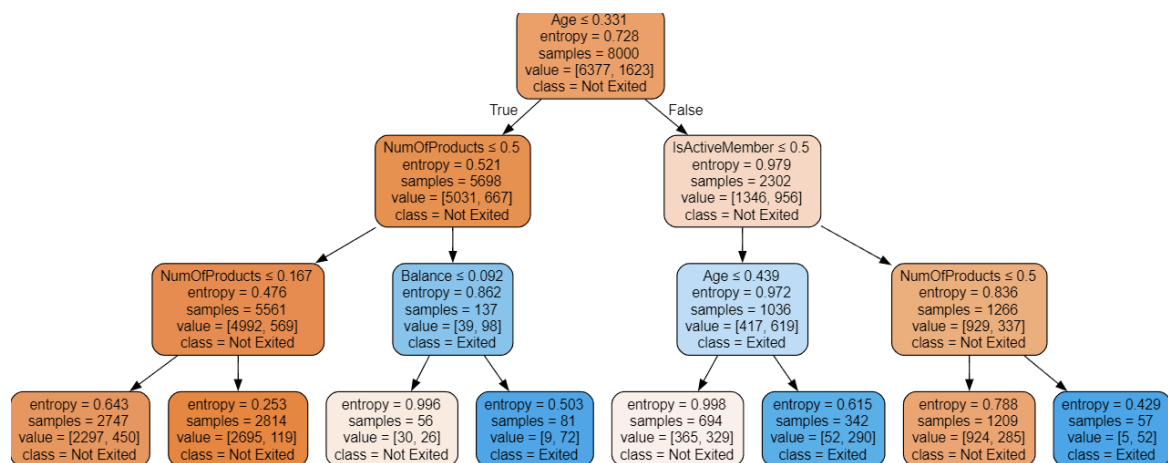 Age ≤ 0.331
entropy = 0.728
samples = 8000
value = [6377, 1623]
class = Not Exited
True
False
NumOfProducts ≤ 0.5
entropy = 0.521
samples = 5698
value = [5031, 667]
class = Not Exited
IsActiveMember ≤ 0.5
entropy = 0.979
samples = 2302
value = [1346, 956]
class = Not Exited
NumOfProducts ≤ 0.167
entropy = 0.476
samples = 5561
value = [4992, 569]
class = Not Exited
Balance ≤ 0.092
entropy = 0.862
samples = 137
value = [39, 98]
class = Exited
Age ≤ 0.439
entropy = 0.972
samples = 1036
value = [417, 619]
class = Exited
NumOfProducts ≤ 0.5
entropy = 0.836
samples = 1266
value = [929, 337]
class = Not Exited
entropy = 0.643
samples = 2747
value = [2297, 450]
class = Not Exited
entropy = 0.253
samples = 2814
value = [2695, 119]
class = Not Exited
entropy = 0.996
samples = 56
value = [30, 26]
class = Not Exited
entropy = 0.503
samples = 81
value = [9, 72]
class = Exited
entropy = 0.998
samples = 694
value = [365, 329]
class = Not Exited
entropy = 0.615
samples = 342
value = [52, 290]
class = Exited
entropy = 0.788
samples = 1209
value = [924, 285]
class = Not Exited
entropy = 0.429
samples = 57
value = [5, 52]
class = Exited